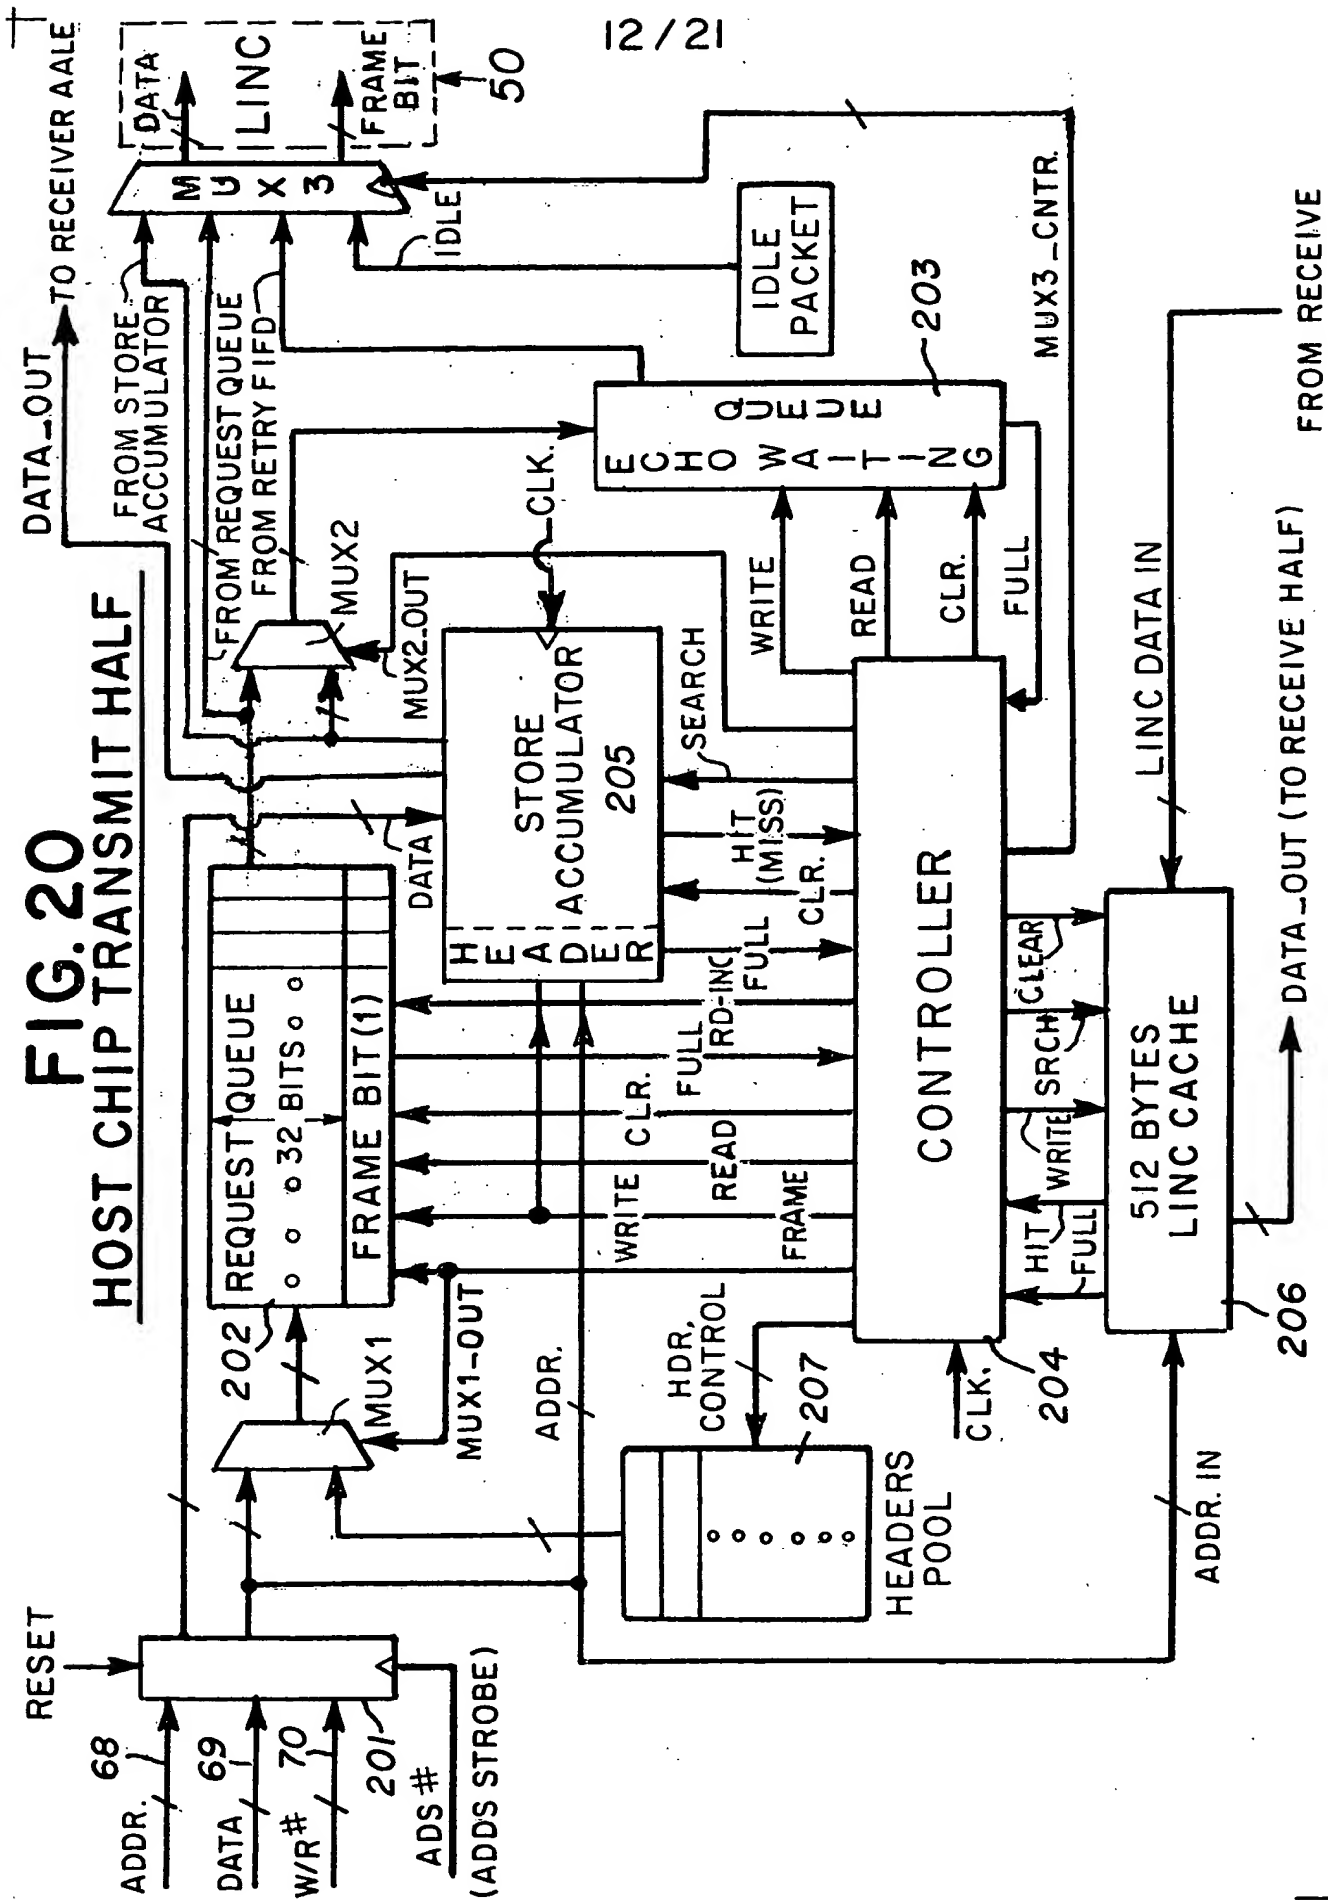 12/21
FIG. 20
HOST CHIP TRANSMIT HALF
RESET
ADDR.
68
DATA
69
W/R#
70
201
ADS#
(ADDS STROBE)
202
REQUEST QUEUE
32 BITS
FRAME BIT (1)
MUX1
MUX1-OUT
ADDR.
DATA
STORE
ACCUMULATOR
205
HEADER
CLK.
MUX2
MUX2_OUT
DATA_OUT
TO RECEIVER AALE
FROM STORE
ACCUMULATOR
FROM REQUEST QUEUE
FROM RETRY FIFD
MUX3
DATA
LINC
FRAME
BIT
50
IDLE
IDLE
PACKET
ECHO WAITING
QUEUE
203
MUX3_CNTR.
WRITE
READ
CLR.
FULL
SEARCH
HIT
(MISS)
CLR.
FULL
RD-INC
FULL
CLR.
READ
WRITE
FRAME
HDR,
CONTROL
207
HEADERS
POOL
CONTROLLER
CLK.
204
HIT
FULL
WRITE
SRCH
CLEAR
512 BYTES
LINC CACHE
206
ADDR. IN
LINC DATA IN
FROM RECEIVE
DATA_OUT (TO RECEIVE HALF)